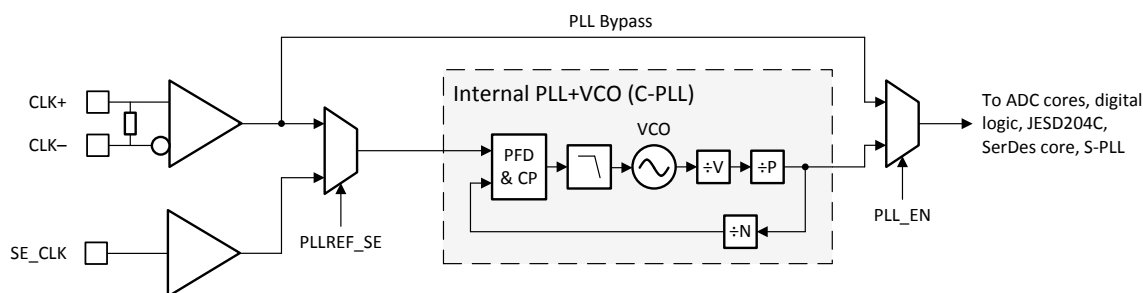 PLL Bypass
CLK+
CLK–
SE_CLK
PLLREF_SE
Internal PLL+VCO (C-PLL)
PFD
& CP
VCO
÷V
÷P
÷N
PLL_EN
To ADC cores, digital
logic, JESD204C,
SerDes core, S-PLL